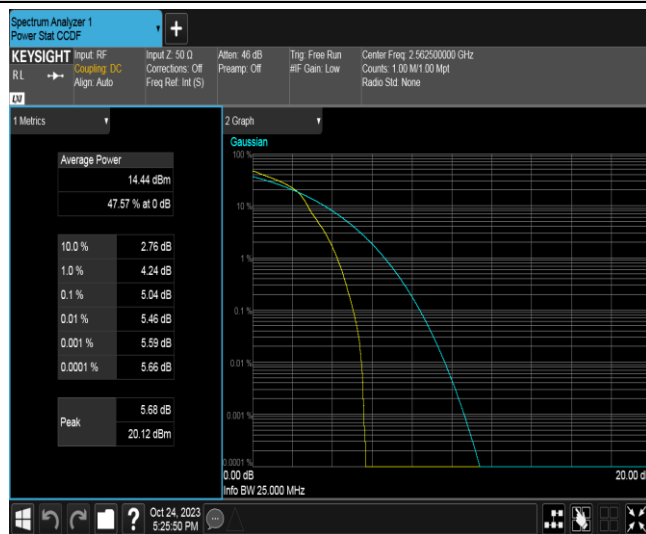 Spectrum Analyzer 1
Power Stat CCDF
+
KEYSIGHT
RL
LXI
Input: RF
Coupling: DC
Align: Auto
Input Z: 50 Ω
Corrections: Off
Freq Ref: Int (S)
Atten: 46 dB
Preamp: Off
Trig: Free Run
#IF Gain: Low
Center Freq: 2.562500000 GHz
Counts: 1.00 M/1.00 Mpt
Radio Std: None
1 Metrics
Average Power
14.44 dBm
47.57 % at 0 dB
10.0 % 2.76 dB
1.0 % 4.24 dB
0.1 % 5.04 dB
0.01 % 5.46 dB
0.001 % 5.59 dB
0.0001 % 5.66 dB
Peak
5.68 dB
20.12 dBm
2 Graph
Gaussian
100 %
10 %
1 %
0.1 %
0.01 %
0.001 %
0.0001 %
0.00 dB
20.00 d
Info BW 25.000 MHz
?
Oct 24, 2023
5:25:50 PM